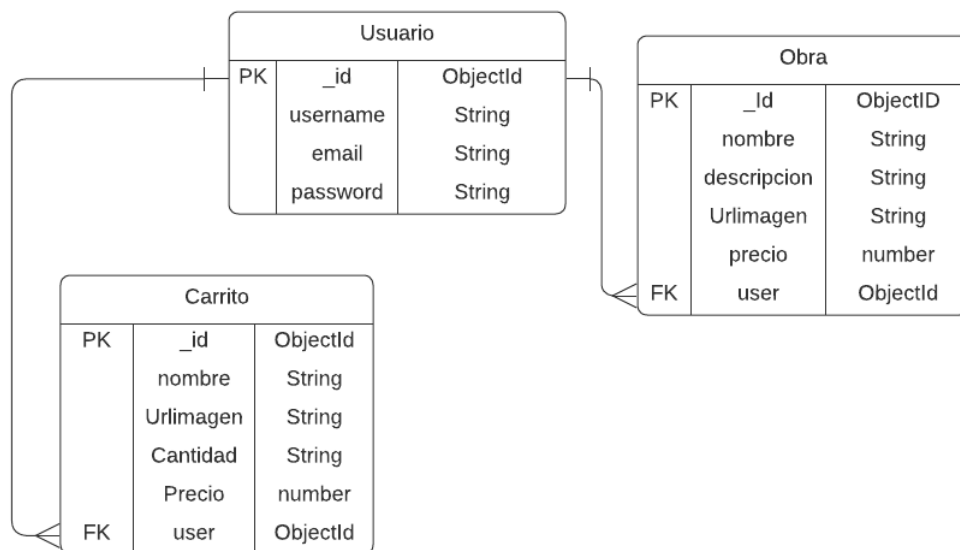 Usuario
PK _id ObjectId
username String
email String
password String
Obra
PK _Id ObjectID
nombre String
descripcion String
Urlimagen String
precio number
FK user ObjectId
Carrito
PK _id ObjectId
nombre String
Urlimagen String
Cantidad String
Precio number
FK user ObjectId